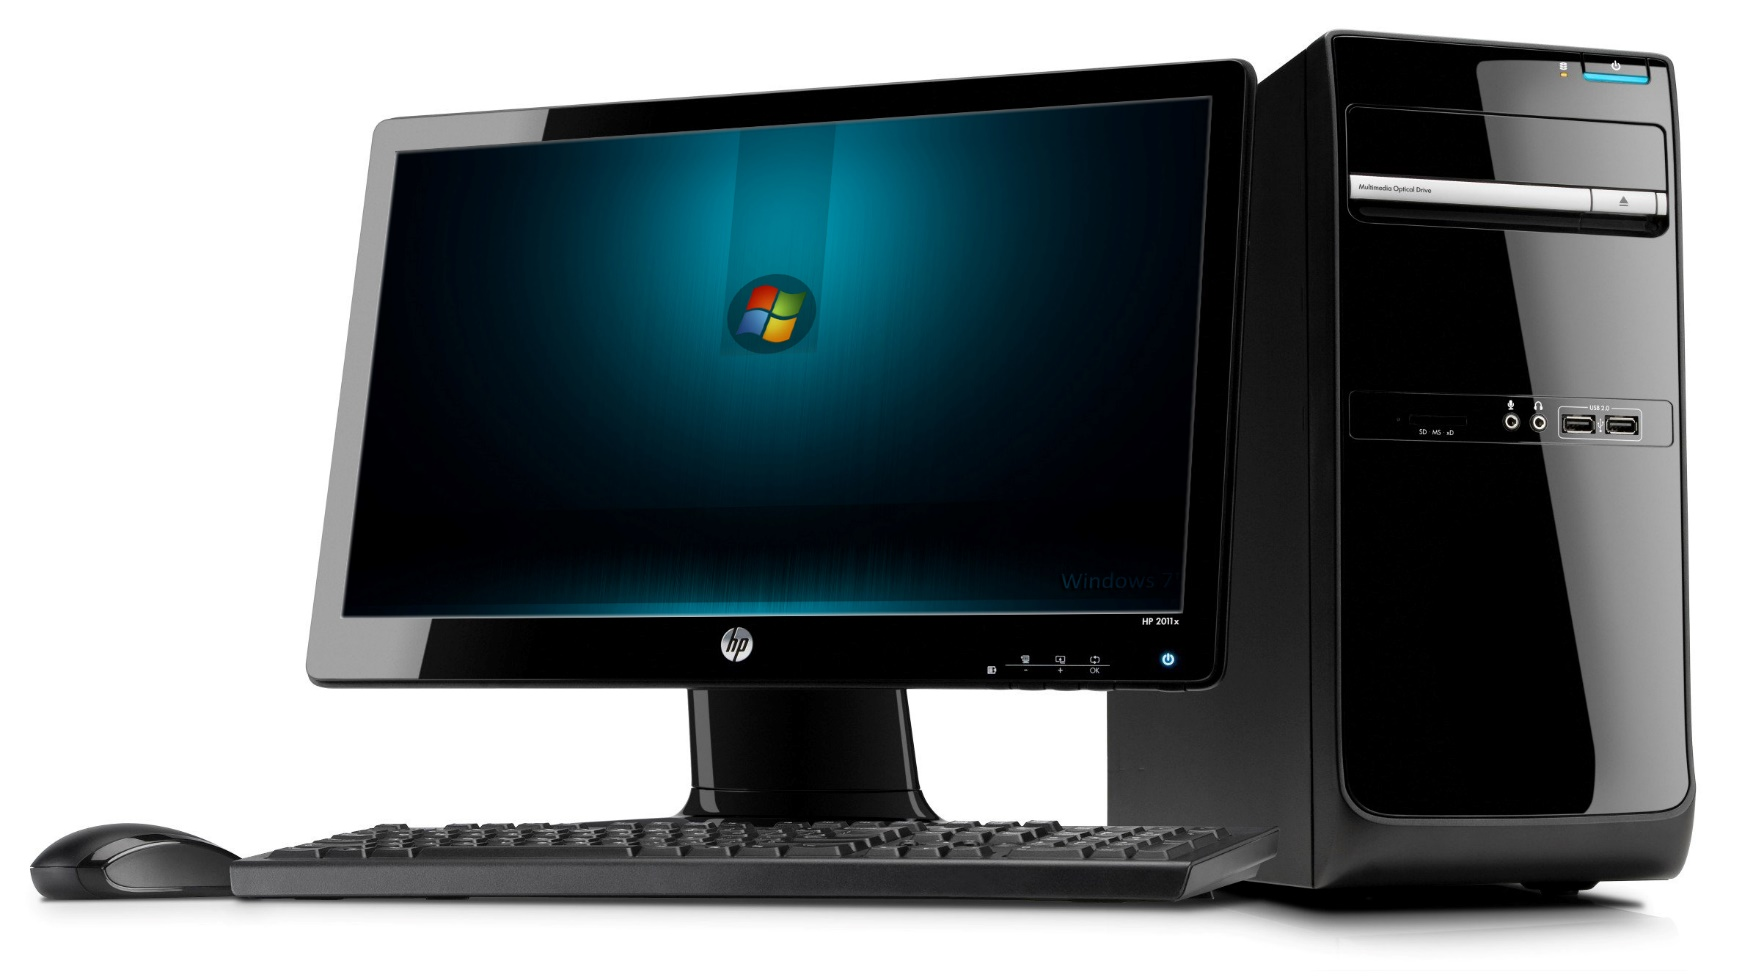 Multimedia Optical Drive
USB 2.0
SD · MS · xD
Windows 7
HP 2011x
hp
- + OK